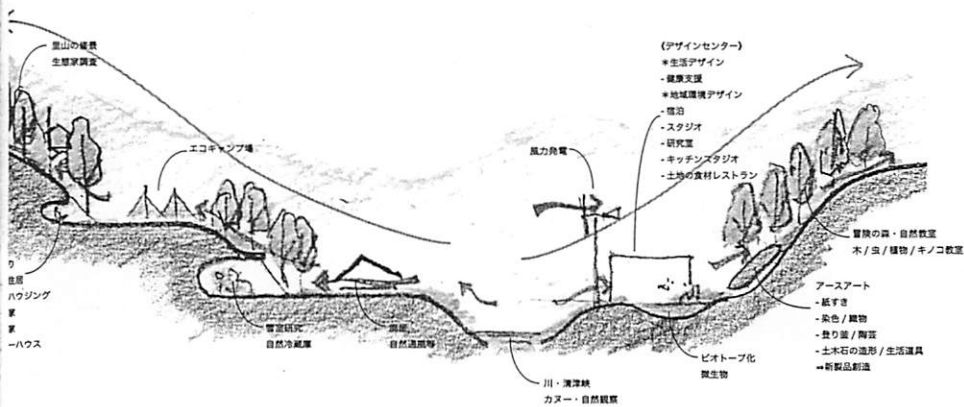 里山の借景
生態家調査
エコキャンプ場
《デザインセンター》
＊生活デザイン
- 健康支援
＊地域環境デザイン
- 宿泊
- スタジオ
- 研究室
- キッチンスタジオ
- 土地の食材レストラン
風力発電
冒険の森・自然教室
木 / 虫 / 植物 / キノコ教室
り
住居
ハウジング
家
家
ーハウス
アースアート
- 紙すき
- 染色 / 織物
- 登り釜 / 陶芸
- 土木石の造形 / 生活道具
⇒新製品創造
雪室研究
自然冷蔵庫
自然通風等
ビオトープ化
微生物
川・清津峡
カヌー・自然観察